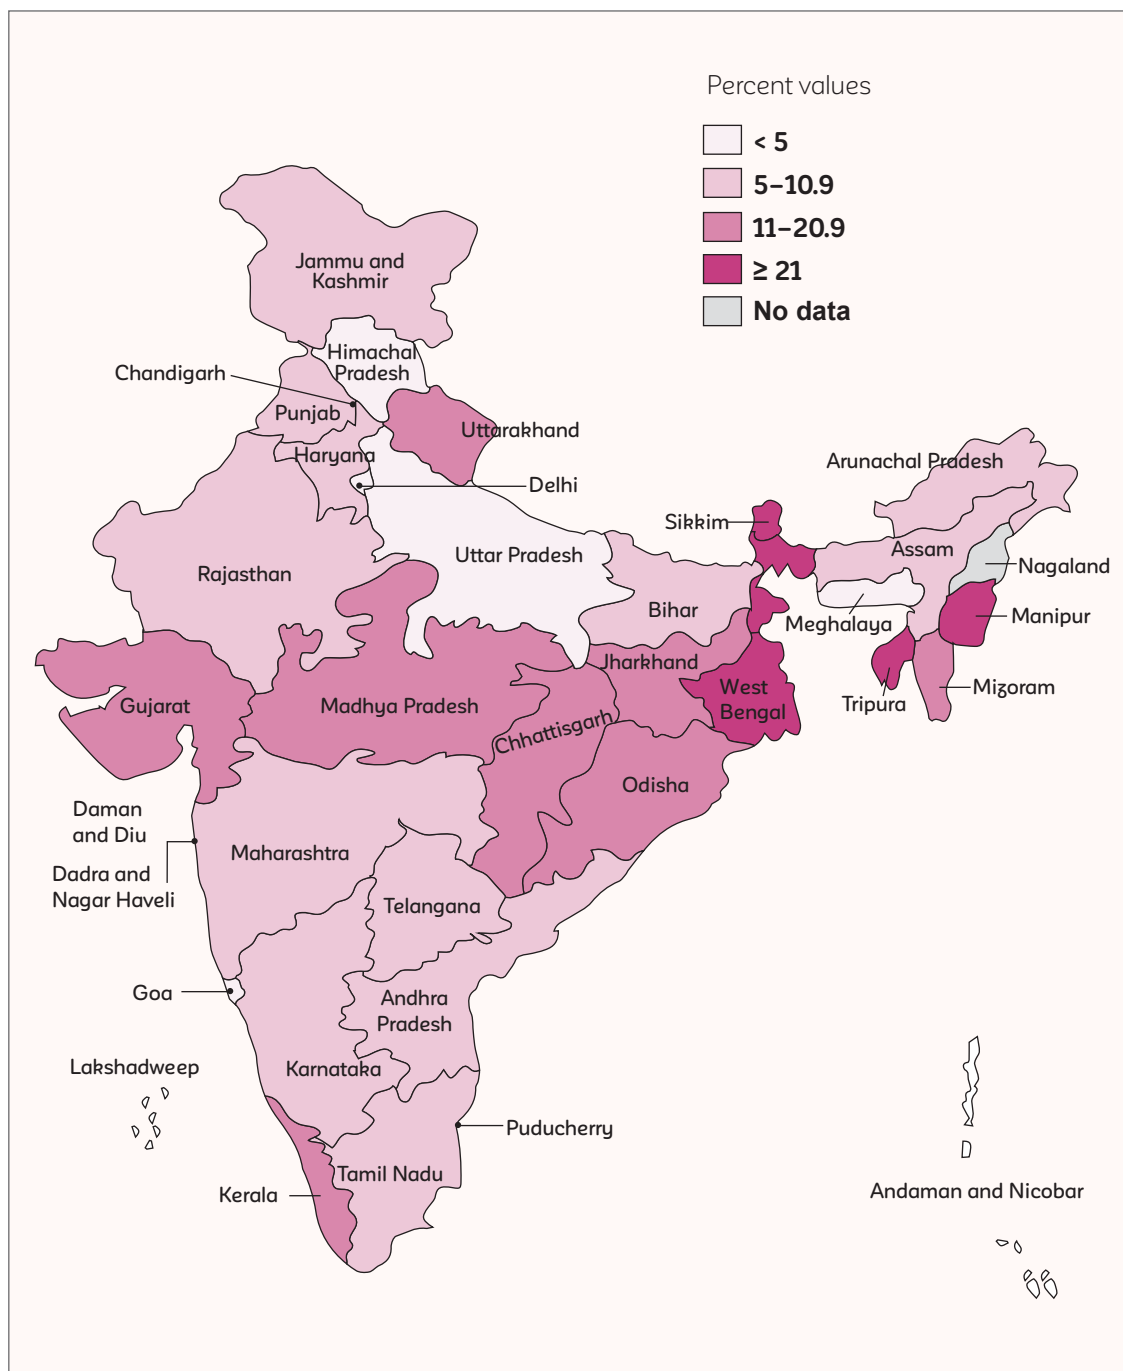 Percent values
< 5
5–10.9
11–20.9
≥ 21
No data
Jammu and
Kashmir
Himachal
Pradesh
Chandigarh
Punjab
Uttarakhand
Haryana
Delhi
Arunachal Pradesh
Sikkim
Assam
Uttar Pradesh
Nagaland
Rajasthan
Bihar
Manipur
Meghalaya
Jharkhand
Mizoram
West
Bengal
Tripura
Gujarat
Madhya Pradesh
Chhattisgarh
Odisha
Daman
and Diu
Maharashtra
Dadra and
Nagar Haveli
Telangana
Goa
Andhra
Pradesh
Lakshadweep
Karnataka
Puducherry
Tamil Nadu
Kerala
Andaman and Nicobar